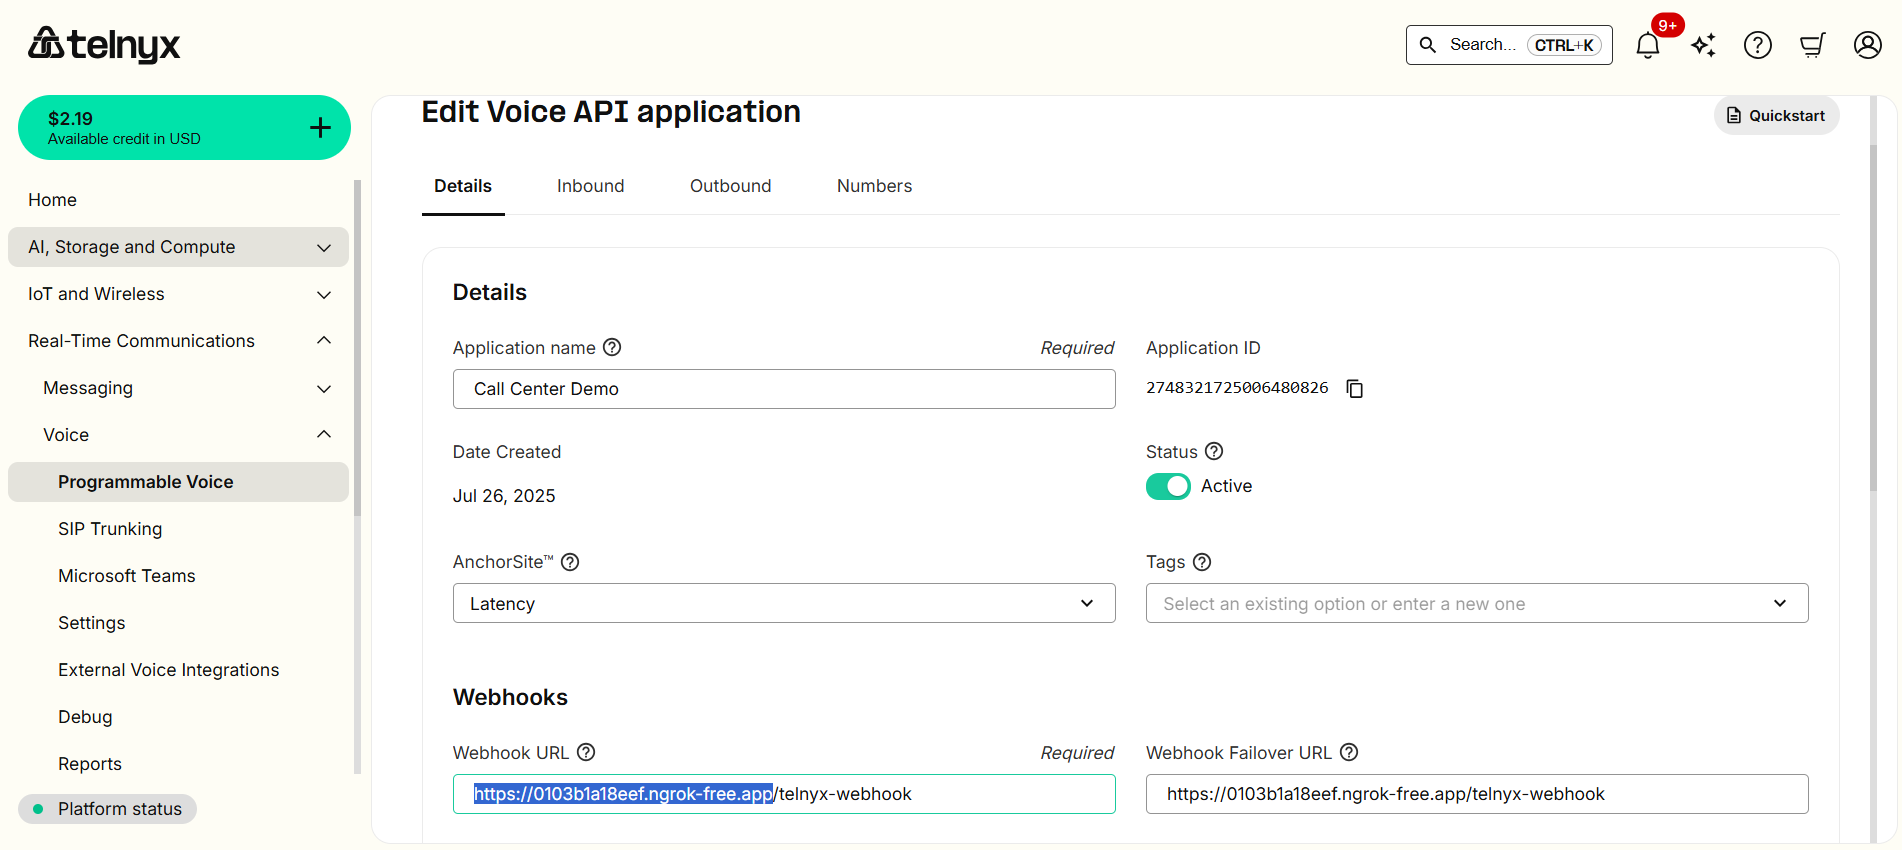 telnyx
Search... CTRL+K
9+
$2.19
Available credit in USD
Home
AI, Storage and Compute
IoT and Wireless
Real-Time Communications
Messaging
Voice
Programmable Voice
SIP Trunking
Microsoft Teams
Settings
External Voice Integrations
Debug
Reports
Platform status
Edit Voice API application
Quickstart
Details Inbound Outbound Numbers
Details
Application name Required
Call Center Demo
Application ID
2748321725006480826
Date Created
Jul 26, 2025
Status
Active
AnchorSite™
Latency
Tags
Select an existing option or enter a new one
Webhooks
Webhook URL Required
https://0103b1a18eef.ngrok-free.app/telnyx-webhook
Webhook Failover URL
https://0103b1a18eef.ngrok-free.app/telnyx-webhook